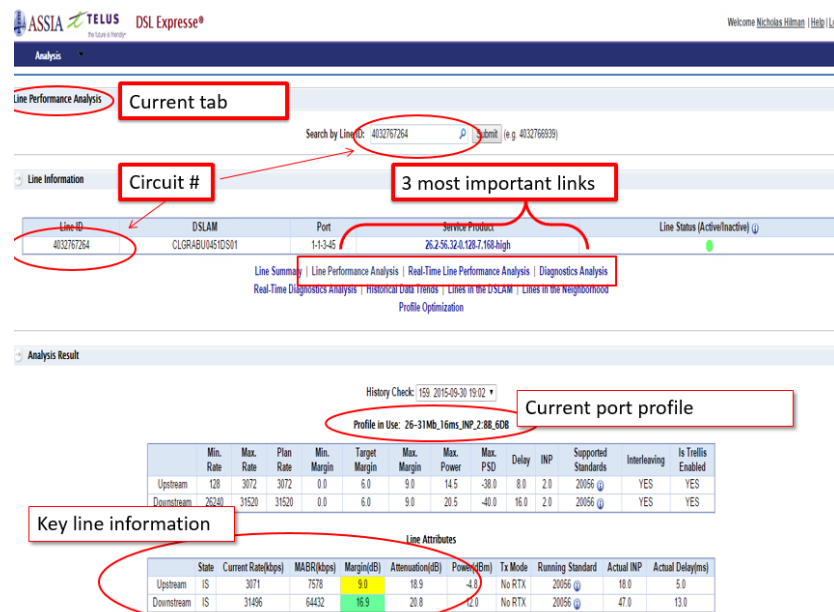 ASSIA TELUS DSL Expresse®
the future is friendly®
Welcome Nicholas Hilman | Help |
Analysis
Line Performance Analysis
Current tab
Search by Line ID: 4032767264 Submit (e.g. 4032766939)
Line Information
Circuit #
3 most important links
Line ID DSLAM Port Service Product Line Status (Active/Inactive)
4032767264 CLGRABU0451DS01 1-1-3-45 26.2-56.32-0.128-7.168-high
Line Summary | Line Performance Analysis | Real-Time Line Performance Analysis | Diagnostics Analysis
Real-Time Diagnostics Analysis | Historical Data Trends | Lines in the DSLAM | Lines in the Neighborhood
Profile Optimization
Analysis Result
History Check: 159. 2015-09-30 19:02
Current port profile
Profile in Use: 26-31Mb_16ms_INP_2:8B_6DB
Min. Rate Max. Rate Plan Rate Min. Margin Target Margin Max. Margin Max. Power Max. PSD Delay INP Supported Standards Interleaving Is Trellis Enabled
Upstream 128 3072 3072 0.0 6.0 9.0 14.5 -38.0 8.0 2.0 20056 YES YES
Downstream 26240 31520 31520 0.0 6.0 9.0 20.5 -40.0 16.0 2.0 20056 YES YES
Key line information
Line Attributes
State Current Rate(kbps) MABR(kbps) Margin(dB) Attenuation(dB) Power(dBm) Tx Mode Running Standard Actual INP Actual Delay(ms)
Upstream IS 3071 7578 9.0 18.9 -4.8 No RTX 20056 18.0 5.0
Downstream IS 31496 64432 16.9 20.8 12.0 No RTX 20056 47.0 13.0